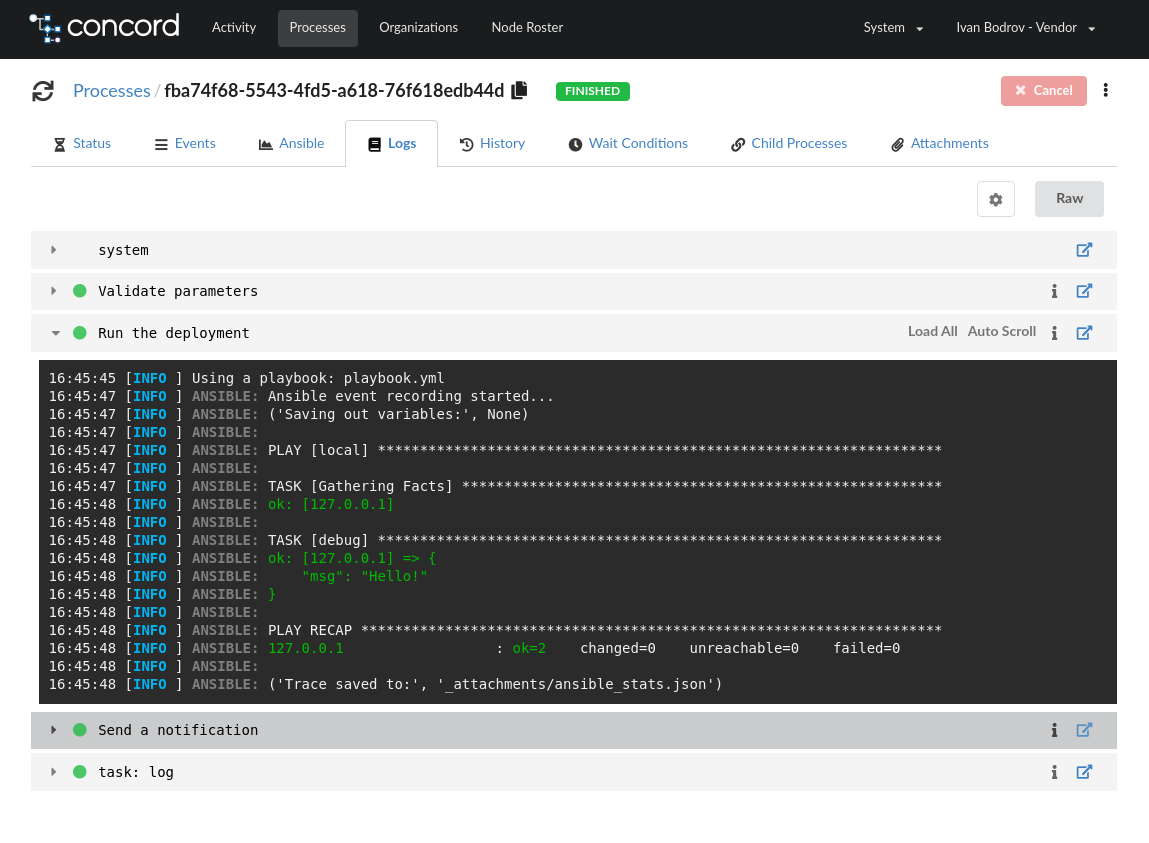 concord Activity Processes Organizations Node Roster System Ivan Bodrov - Vendor
Processes / fba74f68-5543-4fd5-a618-76f618edb44d FINISHED Cancel
Status Events Ansible Logs History Wait Conditions Child Processes Attachments
Raw
system
Validate parameters
Run the deployment Load All Auto Scroll
16:45:45 [INFO ] Using a playbook: playbook.yml
16:45:47 [INFO ] ANSIBLE: Ansible event recording started...
16:45:47 [INFO ] ANSIBLE: ('Saving out variables:', None)
16:45:47 [INFO ] ANSIBLE:
16:45:47 [INFO ] ANSIBLE: PLAY [local] *******************************************************************
16:45:47 [INFO ] ANSIBLE:
16:45:47 [INFO ] ANSIBLE: TASK [Gathering Facts] *********************************************************
16:45:48 [INFO ] ANSIBLE: ok: [127.0.0.1]
16:45:48 [INFO ] ANSIBLE:
16:45:48 [INFO ] ANSIBLE: TASK [debug] *******************************************************************
16:45:48 [INFO ] ANSIBLE: ok: [127.0.0.1] => {
16:45:48 [INFO ] ANSIBLE:     "msg": "Hello!"
16:45:48 [INFO ] ANSIBLE: }
16:45:48 [INFO ] ANSIBLE:
16:45:48 [INFO ] ANSIBLE: PLAY RECAP *********************************************************************
16:45:48 [INFO ] ANSIBLE: 127.0.0.1                  : ok=2    changed=0    unreachable=0    failed=0
16:45:48 [INFO ] ANSIBLE:
16:45:48 [INFO ] ANSIBLE: ('Trace saved to:', '_attachments/ansible_stats.json')
Send a notification
task: log